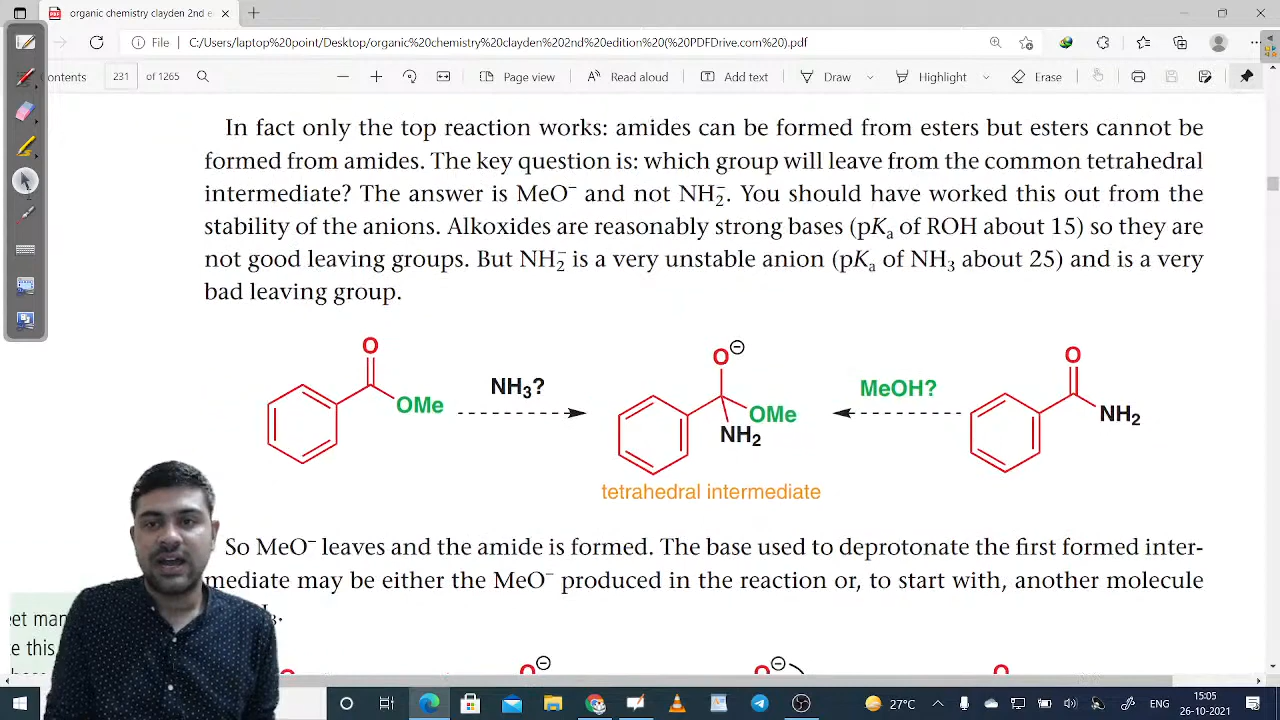 organic chemistry clayden 2nd e
File
C:/Users/laptop%20point/Desktop/organic%20chemistry%20clayden%202nd%20edition%20(%20PDFDrive.com%20).pdf
ontents
231
of 1265
Page view
Read aloud
Add text
Draw
Highlight
Erase
In fact only the top reaction works: amides can be formed from esters but esters cannot be
formed from amides. The key question is: which group will leave from the common tetrahedral
intermediate? The answer is MeO⁻ and not NH₂⁻. You should have worked this out from the
stability of the anions. Alkoxides are reasonably strong bases (pKₐ of ROH about 15) so they are
not good leaving groups. But NH₂⁻ is a very unstable anion (pKₐ of NH₃ about 25) and is a very
bad leaving group.
O
OMe
NH₃?
O⊖
OMe
NH₂
tetrahedral intermediate
MeOH?
O
NH₂
So MeO⁻ leaves and the amide is formed. The base used to deprotonate the first formed inter-
mediate may be either the MeO⁻ produced in the reaction or, to start with, another molecule
eet man
e this
27°C
15:05
26-10-2021